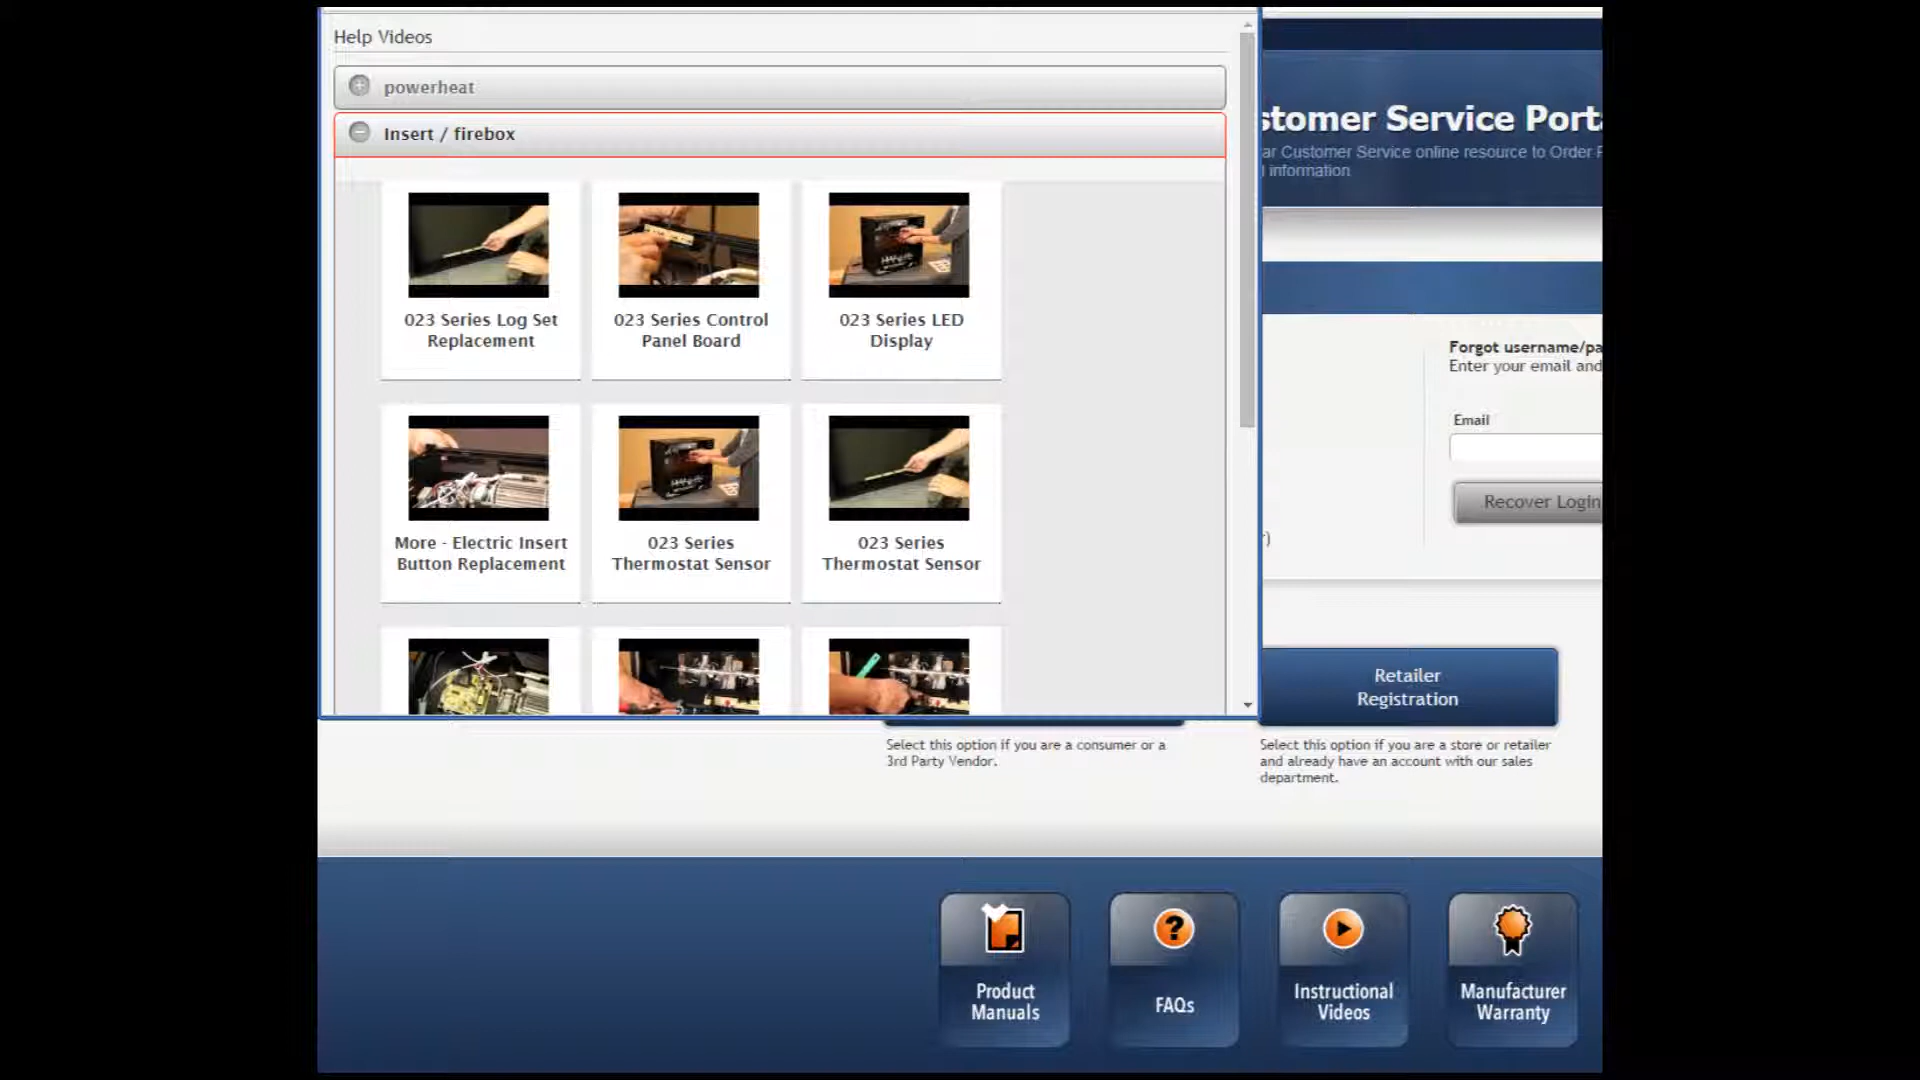 Help Videos
powerheat
Insert / firebox
023 Series Log Set
Replacement
023 Series Control
Panel Board
023 Series LED
Display
More - Electric Insert
Button Replacement
023 Series
Thermostat Sensor
023 Series
Thermostat Sensor
stomer Service Porta
ar Customer Service online resource to Order P
information
Forgot username/pa
Enter your email and
Email
Recover Login
r)
Retailer
Registration
Select this option if you are a consumer or a
3rd Party Vendor.
Select this option if you are a store or retailer
and already have an account with our sales
department.
Product
Manuals
FAQs
Instructional
Videos
Manufacturer
Warranty